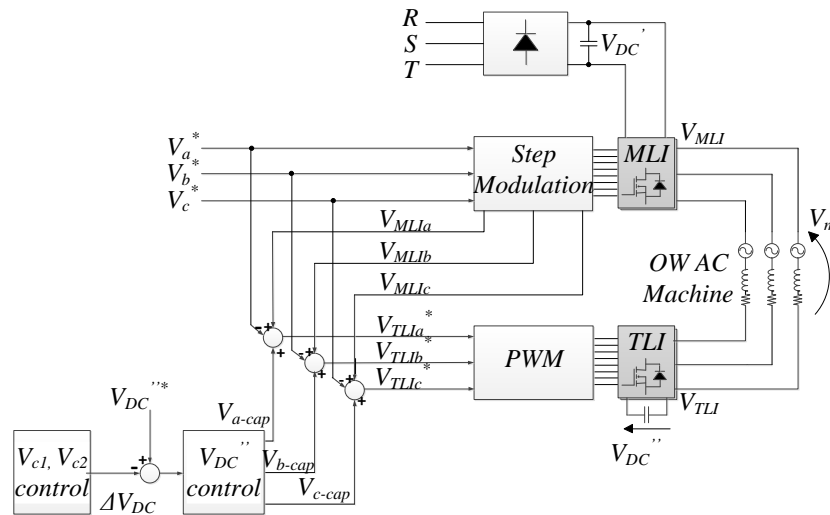 R
S
T
V_DC'
V_a^*
V_b^*
V_c^*
Step
Modulation
MLI
V_MLI
V_MLIa
V_MLIb
V_MLIc
V_n
OW AC
Machine
V_TLIa^*
V_TLIb^*
V_TLIc^*
PWM
TLI
V_TLI
V_DC''
V_DC''*
V_a-cap
V_b-cap
V_c-cap
V_c1, V_c2
control
ΔV_DC
V_DC''
control